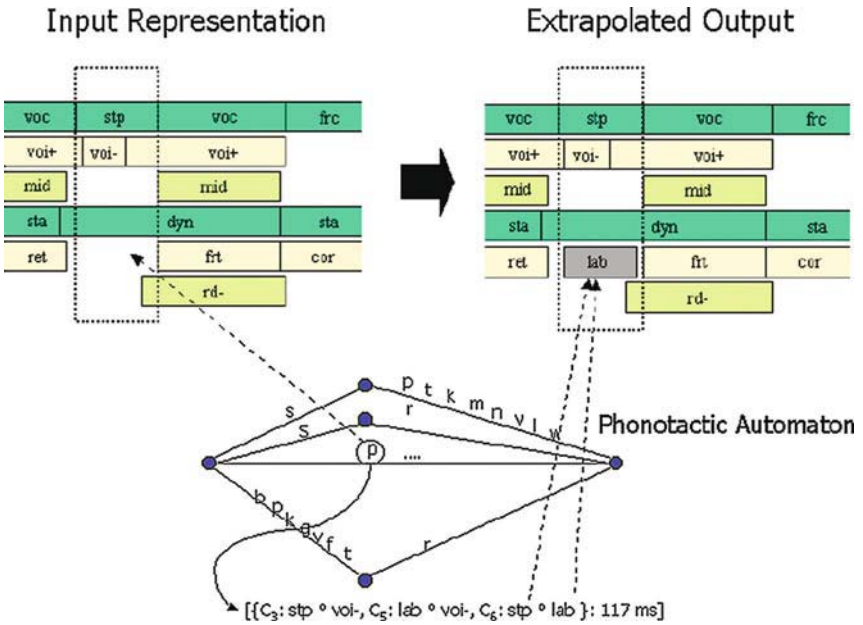 Input Representation
Extrapolated Output
voc stp voc frc
voi+ voi- voi+
mid mid
sta dyn sta
ret frt cor
rd-
voc stp voc frc
voi+ voi- voi+
mid mid
sta dyn sta
ret lab frt cor
rd-
s p t k m n v l w
S r
p ....
Phonotactic Automaton
b p k g v f t r
[{C₃: stp ° voi-, C₅: lab ° voi-, C₆: stp ° lab }: 117 ms]